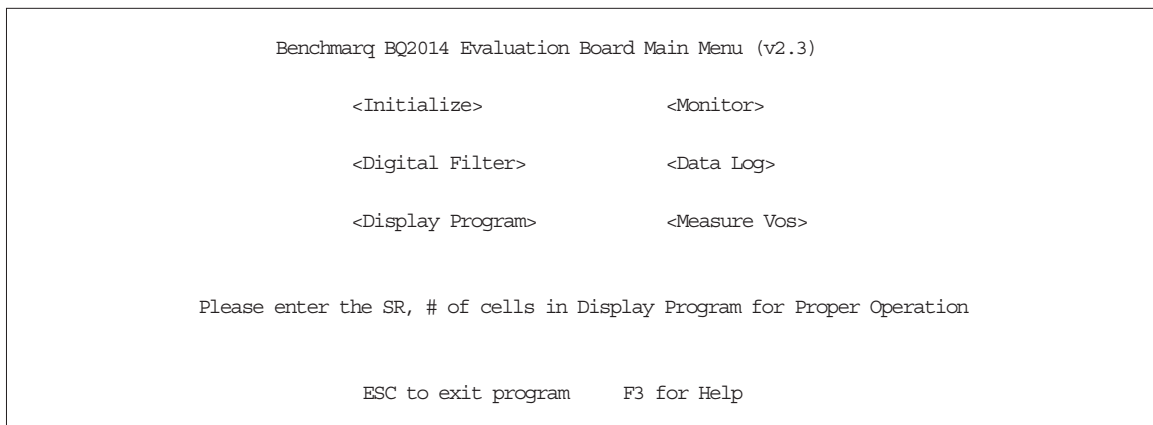 Benchmarq BQ2014 Evaluation Board Main Menu (v2.3)
<Initialize> <Monitor>
<Digital Filter> <Data Log>
<Display Program> <Measure Vos>
Please enter the SR, # of cells in Display Program for Proper Operation
ESC to exit program F3 for Help